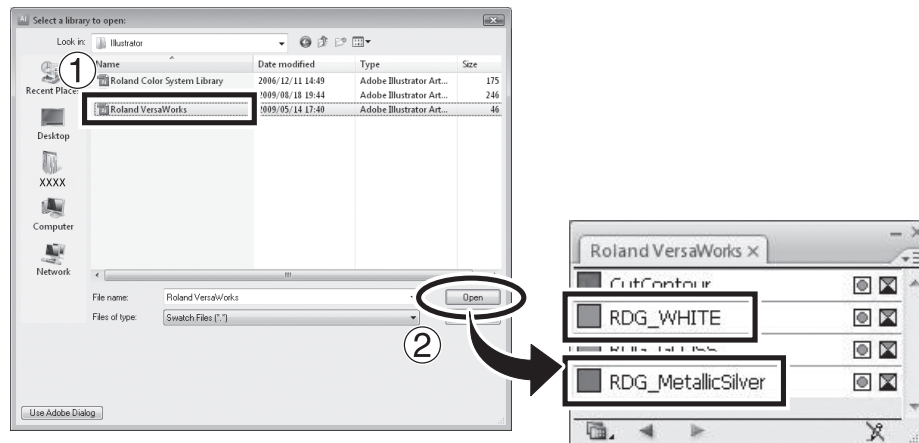 Select a library to open:
Look in: Illustrator
Name Date modified Type Size
Roland Color System Library 2006/12/11 14:49 Adobe Illustrator Art... 175
2009/08/18 19:44 Adobe Illustrator Art... 246
Roland VersaWorks 2009/05/14 17:40 Adobe Illustrator Art... 46
①
Recent Places
Desktop
XXXX
Computer
Network
File name: Roland VersaWorks Open
Files of type: Swatch Files (*.*)
②
Use Adobe Dialog
Roland VersaWorks ×
CutContour
RDG_WHITE
RDG_GLOSS
RDG_MetallicSilver